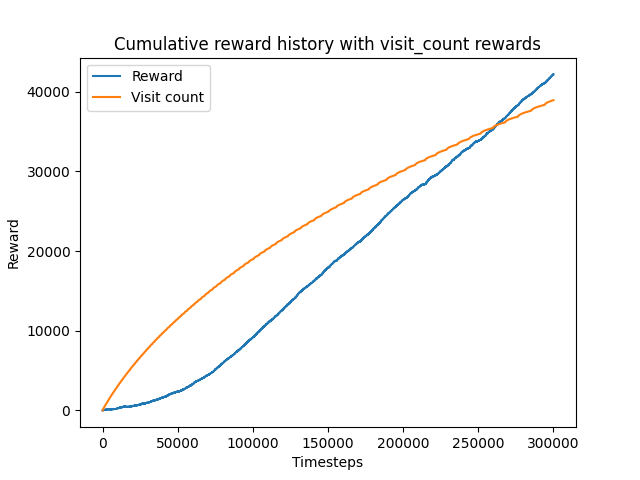 Cumulative reward history with visit_count rewards
Reward
Visit count
40000
30000
20000
10000
0
Reward
0 50000 100000 150000 200000 250000 300000
Timesteps